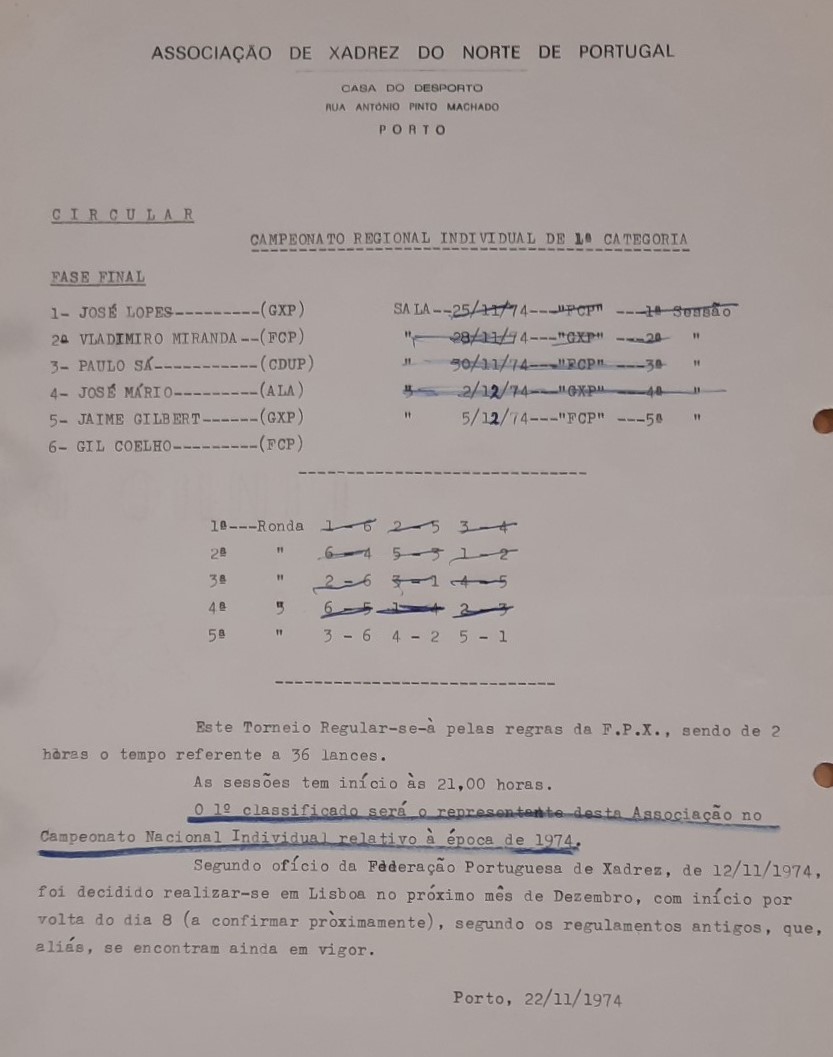 ASSOCIAÇÃO DE XADREZ DO NORTE DE PORTUGAL
CASA DO DESPORTO
RUA ANTÓNIO PINTO MACHADO
PORTO
CIRCULAR
CAMPEONATO REGIONAL INDIVIDUAL DE 1ª CATEGORIA
FASE FINAL
1- JOSÉ LOPES---------(GXP) SALA--25/11/74---"FCP" ---1ª Sessão
2ª VLADIMIRO MIRANDA--(FCP) " 28/11/74---"GXP" ---2ª "
3- PAULO SÁ-----------(CDUP) " 30/11/74---"FCP" ---3ª "
4- JOSÉ MÁRIO---------(ALA) " 2/12/74---"GXP" ---4ª "
5- JAIME GILBERT------(GXP) " 5/12/74---"FCP" ---5ª "
6- GIL COELHO---------(FCP)
1ª---Ronda 1 - 6 2 - 5 3 - 4
2ª " 6 - 4 5 - 3 1 - 2
3ª " 2 - 6 3 - 1 4 - 5
4ª " 6 - 5 1 - 4 2 - 3
5ª " 3 - 6 4 - 2 5 - 1
Este Torneio Regular-se-à pelas regras da F.P.X., sendo de 2
hòras o tempo referente a 36 lances.
As sessões tem início às 21,00 horas.
O 1º classificado será o representente desta Associação no
Campeonato Nacional Individual relativo à época de 1974.
Segundo ofício da Fèderação Portuguesa de Xadrez, de 12/11/1974,
foi decidido realizar-se em Lisboa no próximo mês de Dezembro, com início por
volta do dia 8 (a confirmar pròximamente), segundo os regulamentos antigos, que,
aliás, se encontram ainda em vigor.
Porto, 22/11/1974